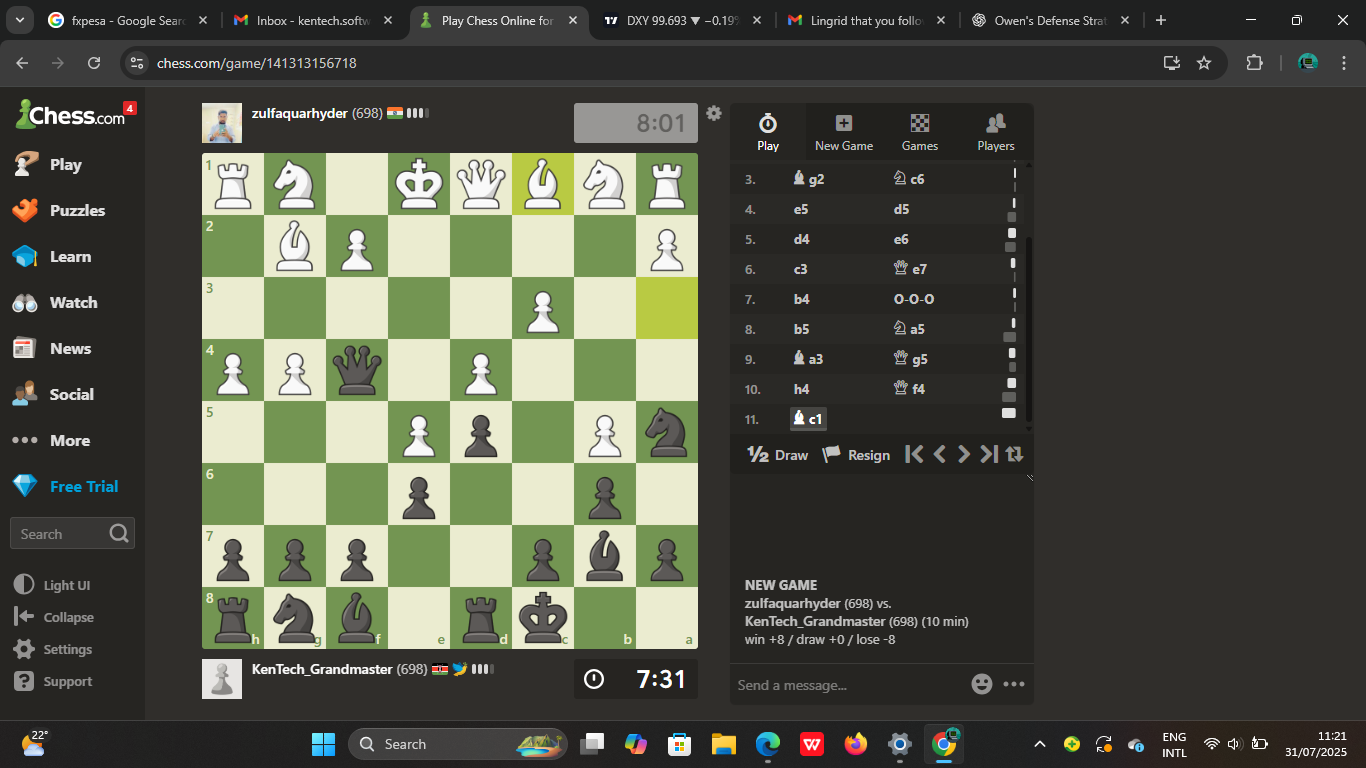 fxpesa - Google Sear
Inbox - kentech.softw
Play Chess Online for
DXY 99.693 ▼ −0.19%
Lingrid that you follow
Owen's Defense Strat
chess.com/game/141313156718
Chess.com
4
Play
Puzzles
Learn
Watch
News
Social
More
Free Trial
Search
Light UI
Collapse
Settings
Support
zulfaquarhyder (698)
8:01
1
2
3
4
5
6
7
8
h g f e d c b a
KenTech_Grandmaster (698)
7:31
Play
New Game
Games
Players
3. g2 c6
4. e5 d5
5. d4 e6
6. c3 e7
7. b4 O-O-O
8. b5 a5
9. a3 g5
10. h4 f4
11. c1
½ Draw
Resign
NEW GAME
zulfaquarhyder (698) vs.
KenTech_Grandmaster (698) (10 min)
win +8 / draw +0 / lose -8
Send a message...
22°
Search
ENG
INTL
11:21
31/07/2025